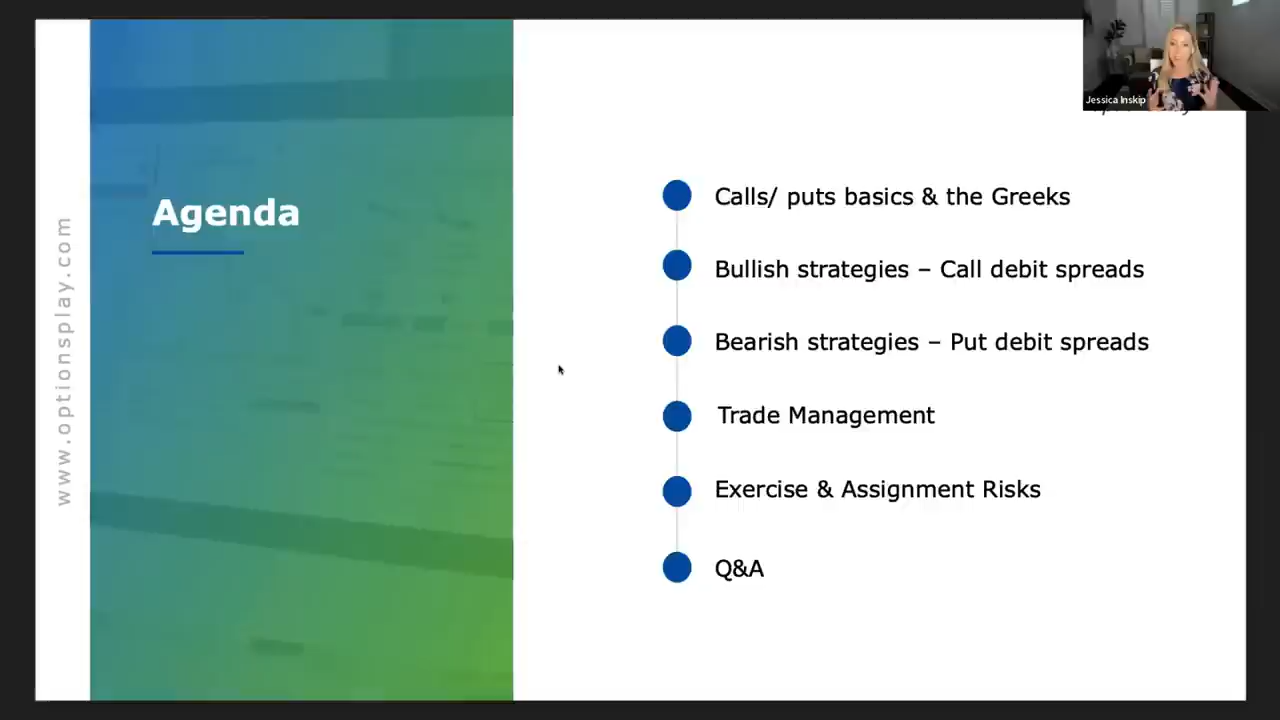 Jessica Inskip
www.optionsplay.com
Agenda
Calls/ puts basics & the Greeks
Bullish strategies – Call debit spreads
Bearish strategies – Put debit spreads
Trade Management
Exercise & Assignment Risks
Q&A